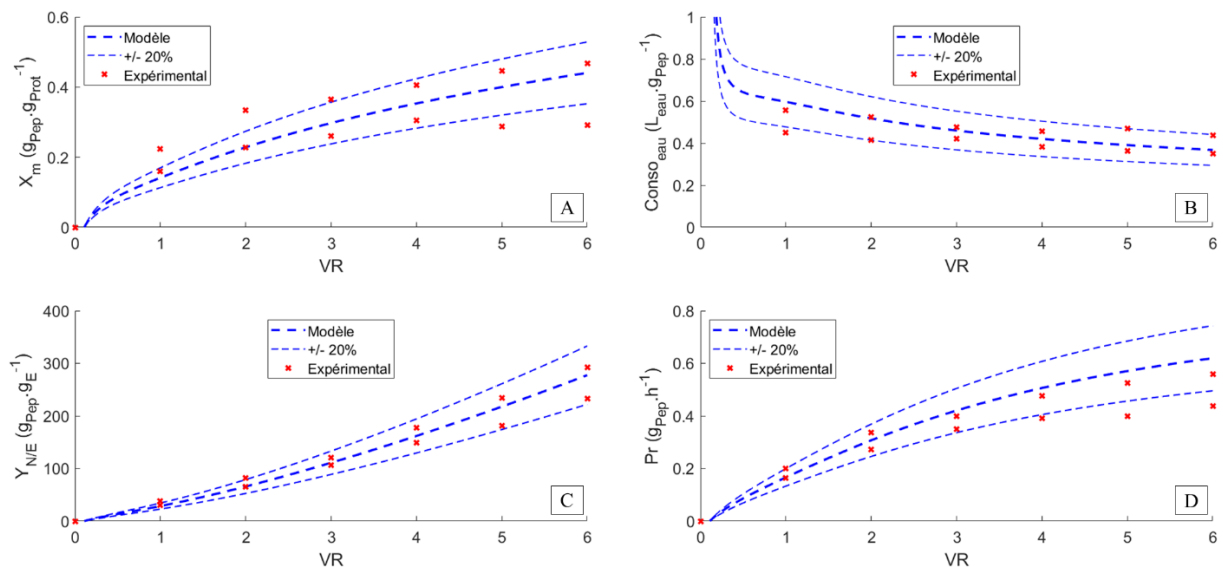 0.6
0.4
0.2
0
X_m (g_Pep.g_Prot^-1)
Modèle
+/- 20%
Expérimental
A
0 1 2 3 4 5 6
VR
1
0.8
0.6
0.4
0.2
0
Conso_eau (L_eau.g_Pep^-1)
Modèle
+/- 20%
Expérimental
B
0 1 2 3 4 5 6
VR
400
300
200
100
0
Y_N/E (g_Pep.g_E^-1)
Modèle
+/- 20%
Expérimental
C
0 1 2 3 4 5 6
VR
0.8
0.6
0.4
0.2
0
Pr (g_Pep.h^-1)
Modèle
+/- 20%
Expérimental
D
0 1 2 3 4 5 6
VR